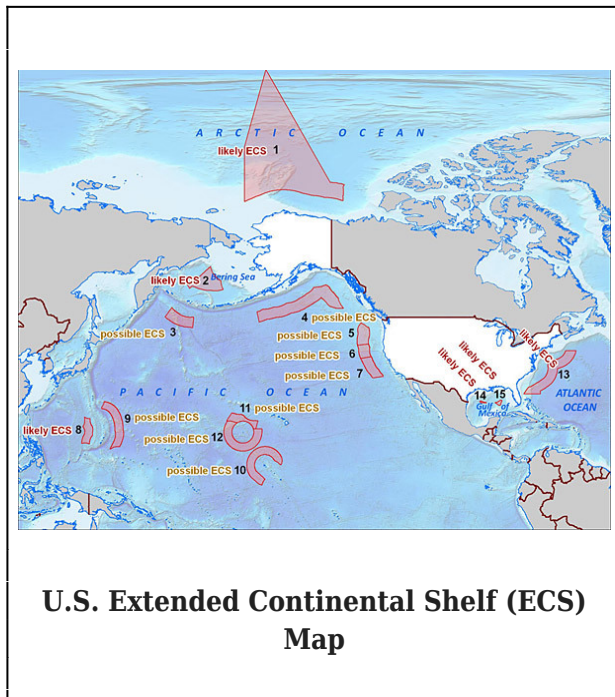 ARCTIC OCEAN
likely ECS 1
likely ECS 2 Bering Sea
possible ECS 3
4 possible ECS
possible ECS 5
possible ECS 6
possible ECS 7
likely ECS
likely ECS
likely ECS
13
14 15
Gulf of
Mexico
ATLANTIC
OCEAN
PACIFIC OCEAN
likely ECS 8
9 possible ECS
11 possible ECS
possible ECS 12
possible ECS 10
U.S. Extended Continental Shelf (ECS)
Map